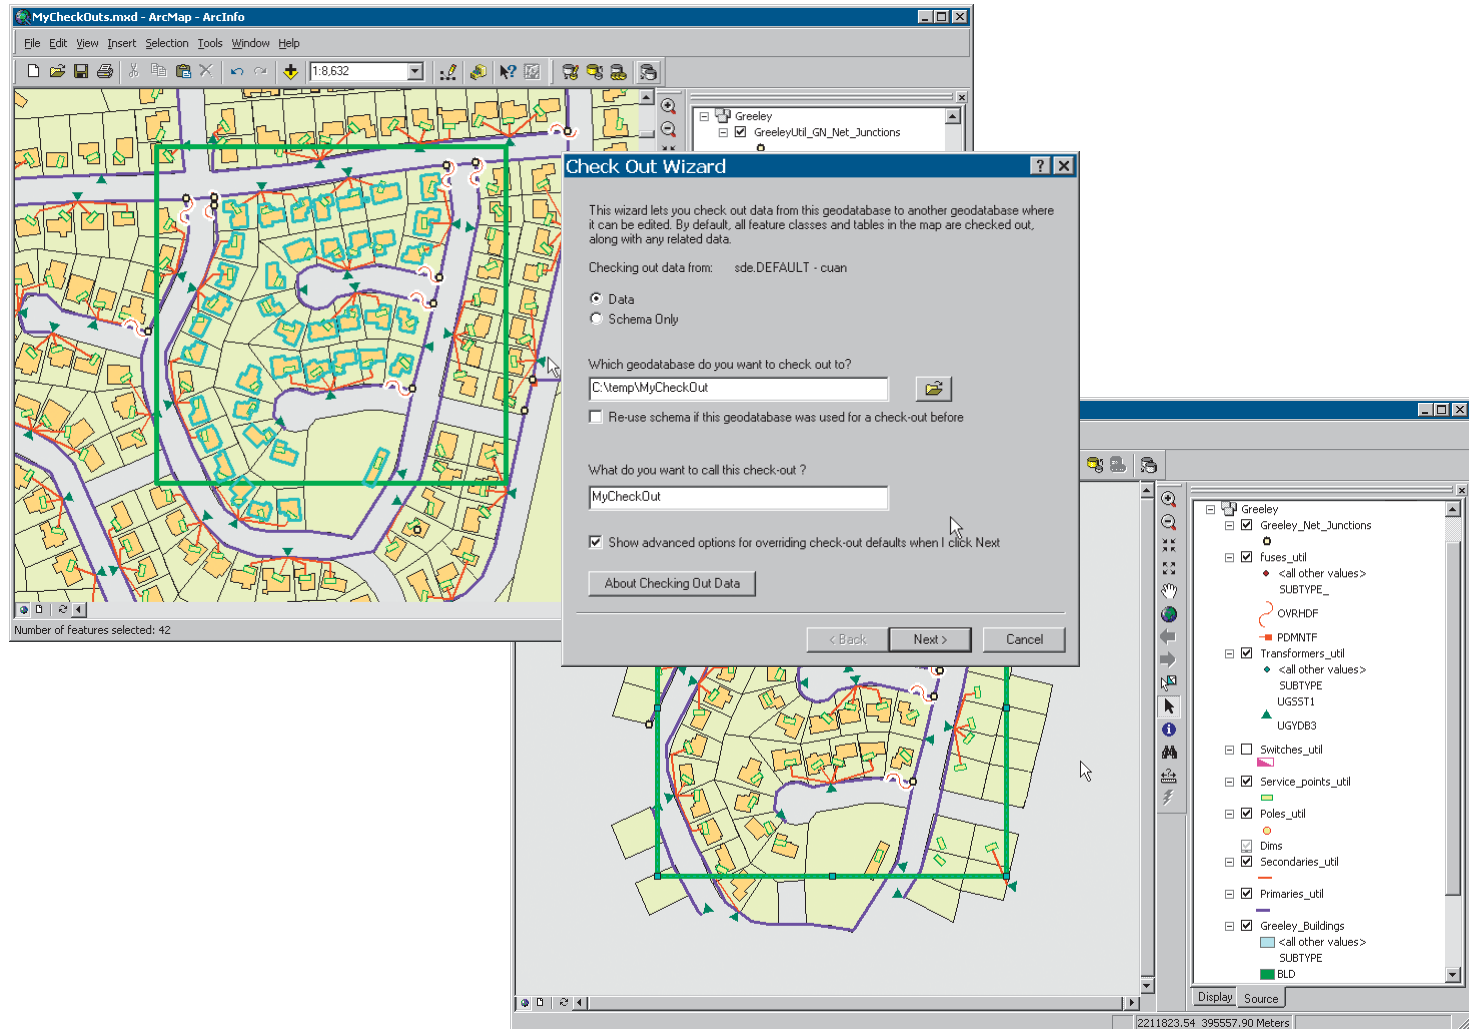 MyCheckOuts.mxd - ArcMap - ArcInfo
File Edit View Insert Selection Tools Window Help
1:8,632
Greeley
GreeleyUtil_GN_Net_Junctions
Number of features selected: 42
Check Out Wizard
This wizard lets you check out data from this geodatabase to another geodatabase where
it can be edited. By default, all feature classes and tables in the map are checked out,
along with any related data.
Checking out data from: sde.DEFAULT - cuan
Data
Schema Only
Which geodatabase do you want to check out to?
C:\temp\MyCheckOut
Re-use schema if this geodatabase was used for a check-out before
What do you want to call this check-out ?
MyCheckOut
Show advanced options for overriding check-out defaults when I click Next
About Checking Out Data
< Back
Next >
Cancel
Greeley
Greeley_Net_Junctions
fuses_util
<all other values>
SUBTYPE_
OVRHDF
PDMNTF
Transformers_util
<all other values>
SUBTYPE
UGSST1
UGYDB3
Switches_util
Service_points_util
Poles_util
Dims
Secondaries_util
Primaries_util
Greeley_Buildings
<all other values>
SUBTYPE
BLD
Display Source
2211823.54 395557.90 Meters